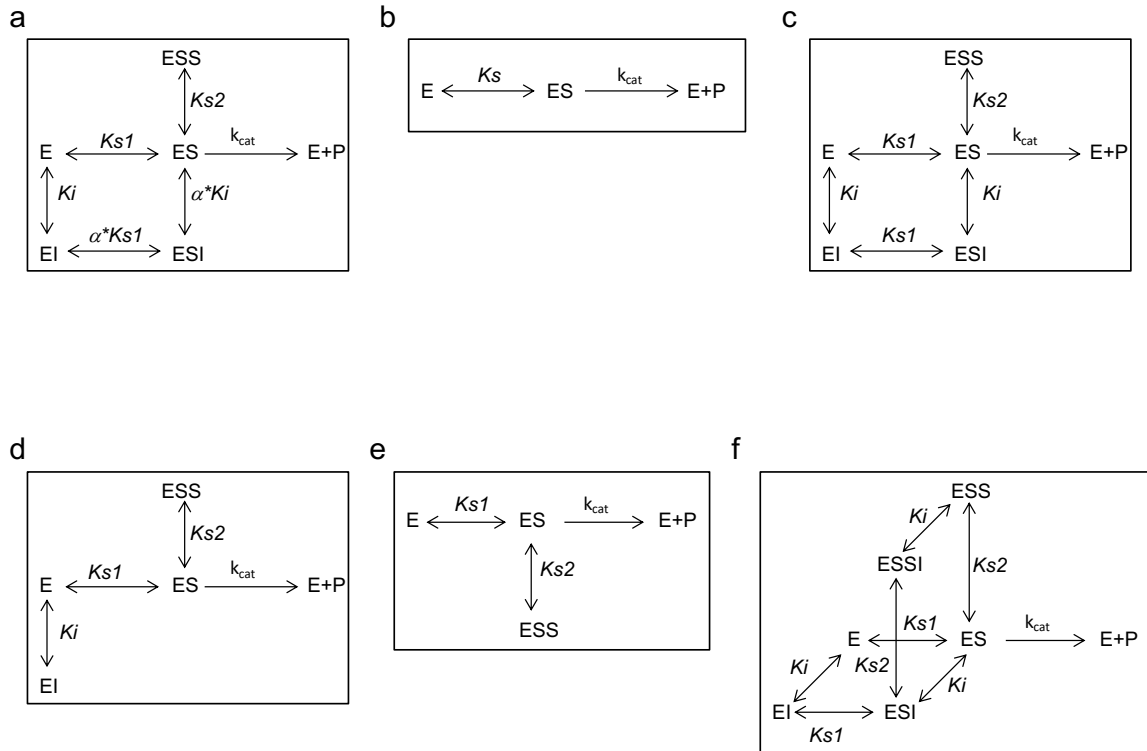 a
ESS
Ks2
E Ks1 ES kcat E+P
Ki α*Ki
EI α*Ks1 ESI
b
E Ks ES kcat E+P
c
ESS
Ks2
E Ks1 ES kcat E+P
Ki Ki
EI Ks1 ESI
d
ESS
Ks2
E Ks1 ES kcat E+P
Ki
EI
e
E Ks1 ES kcat E+P
Ks2
ESS
f
ESS
Ki
ESSI
Ks2
E Ks1 ES kcat E+P
Ki Ks2 Ki
EI Ks1 ESI